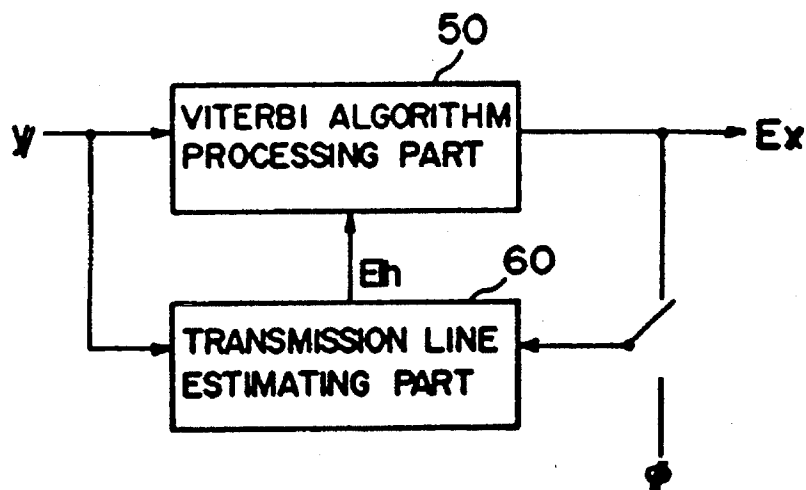 50
VITERBI ALGORITHM
PROCESSING PART
y
Ex
Eh
60
TRANSMISSION LINE
ESTIMATING PART